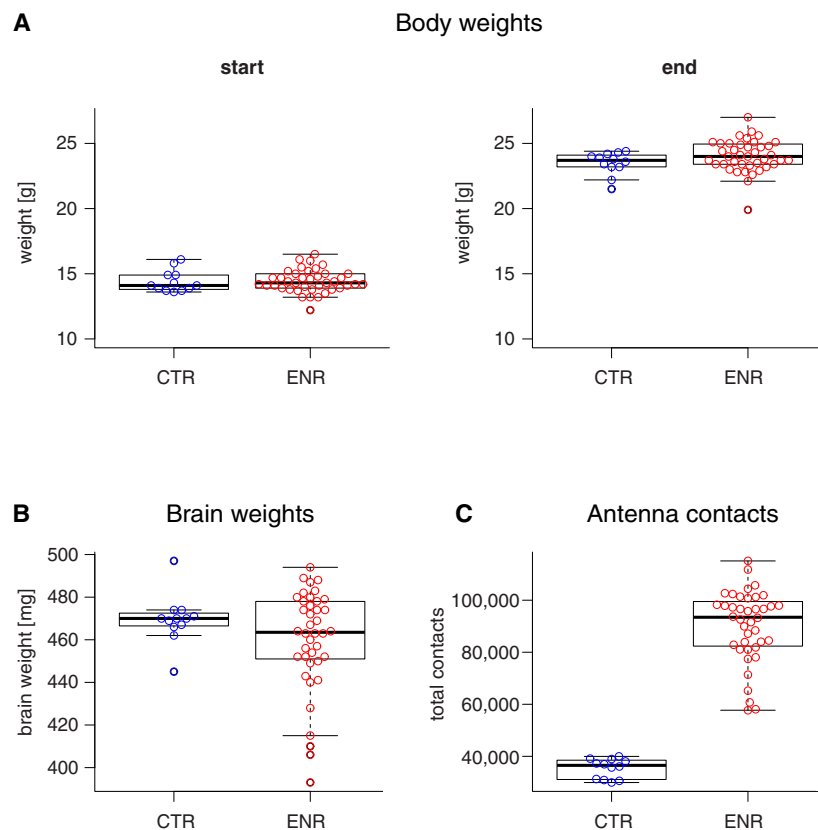 A
Body weights
start
end
weight [g]
25
20
15
10
CTR
ENR
weight [g]
25
20
15
10
CTR
ENR
B
Brain weights
brain weight [mg]
500
480
460
440
420
400
CTR
ENR
C
Antenna contacts
total contacts
100,000
80,000
60,000
40,000
CTR
ENR